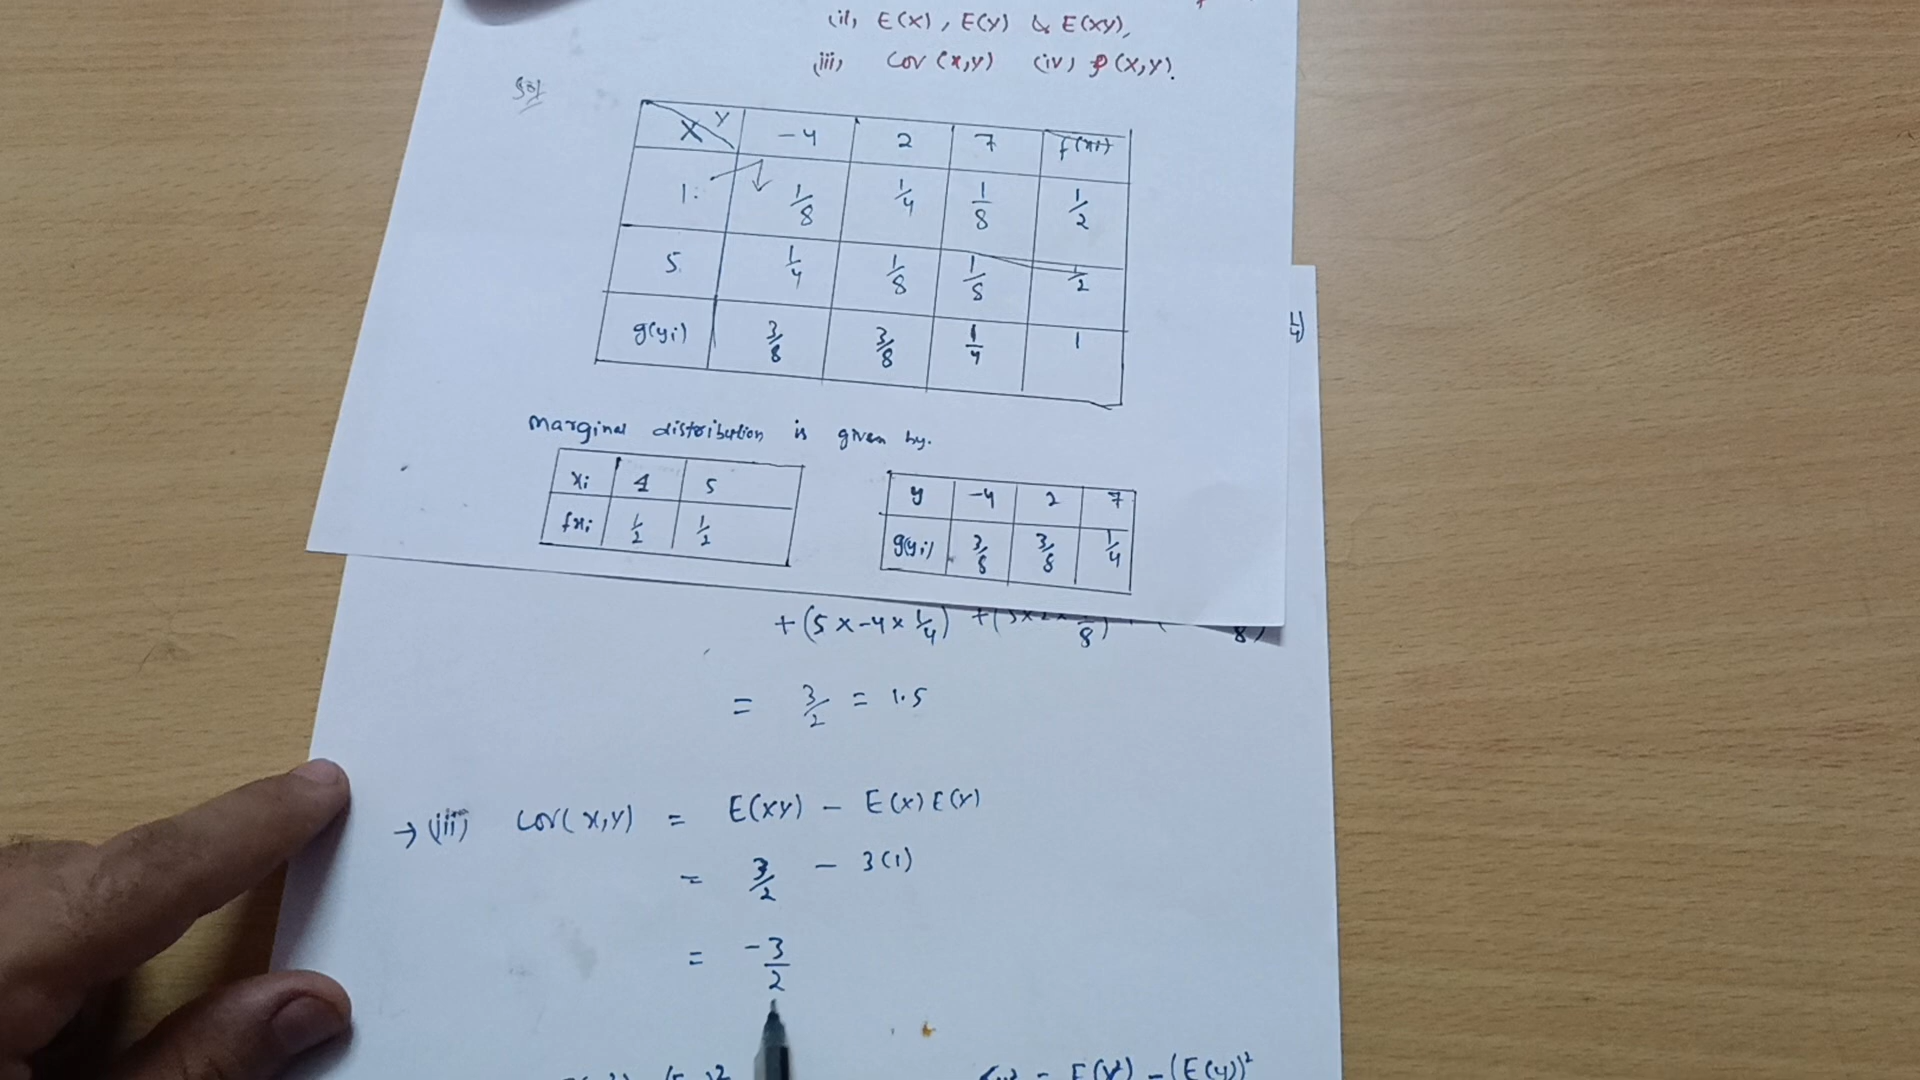 (ii) E(X), E(Y) & E(XY),
(iii) Cov (X,Y) (iv) ρ(X,Y).
Sol
X Y -4 2 7 f(xi)
1 1/8 1/4 1/8 1/2
5 1/4 1/8 1/8 1/2
g(yi) 3/8 3/8 1/4 1
1/4)
Marginal distribution is given by.
xi 1 5
fxi 1/2 1/2
y -4 2 7
g(yi) 3/8 3/8 1/4
+ (5 x -4 x 1/4) +
= 3/2 = 1.5
→ (iii) Cov( X,Y) = E(XY) - E(X) E(Y)
= 3/2 - 3(1)
= -3/2
= E(Y²) - (E(Y))²